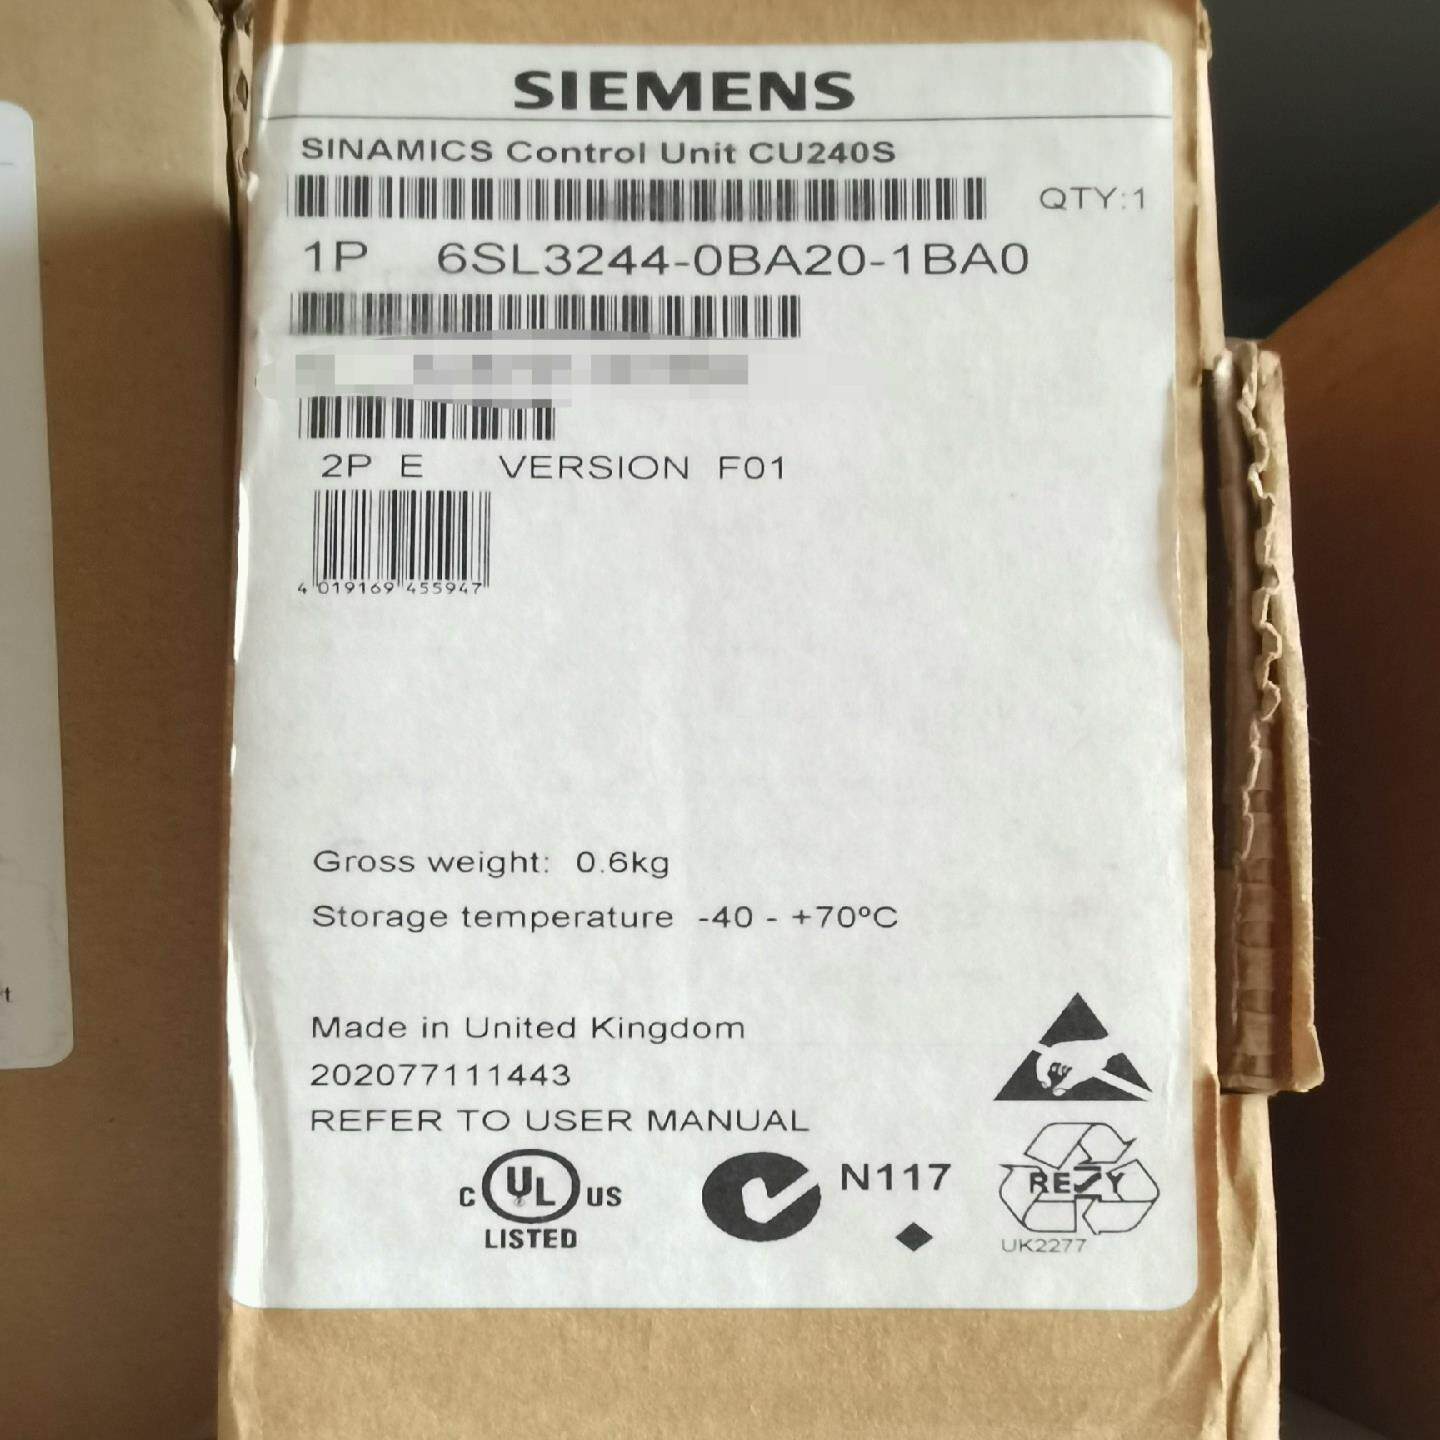 SIEMENS
SINAMICS Control Unit CU240S
QTY:1
1P 6SL3244-0BA20-1BA0
2P E VERSION F01
4 019169 455947
Gross weight: 0.6kg
Storage temperature -40 - +70ºC
Made in United Kingdom
202077111443
REFER TO USER MANUAL
C UL US
LISTED
N117
RESY
UK2277